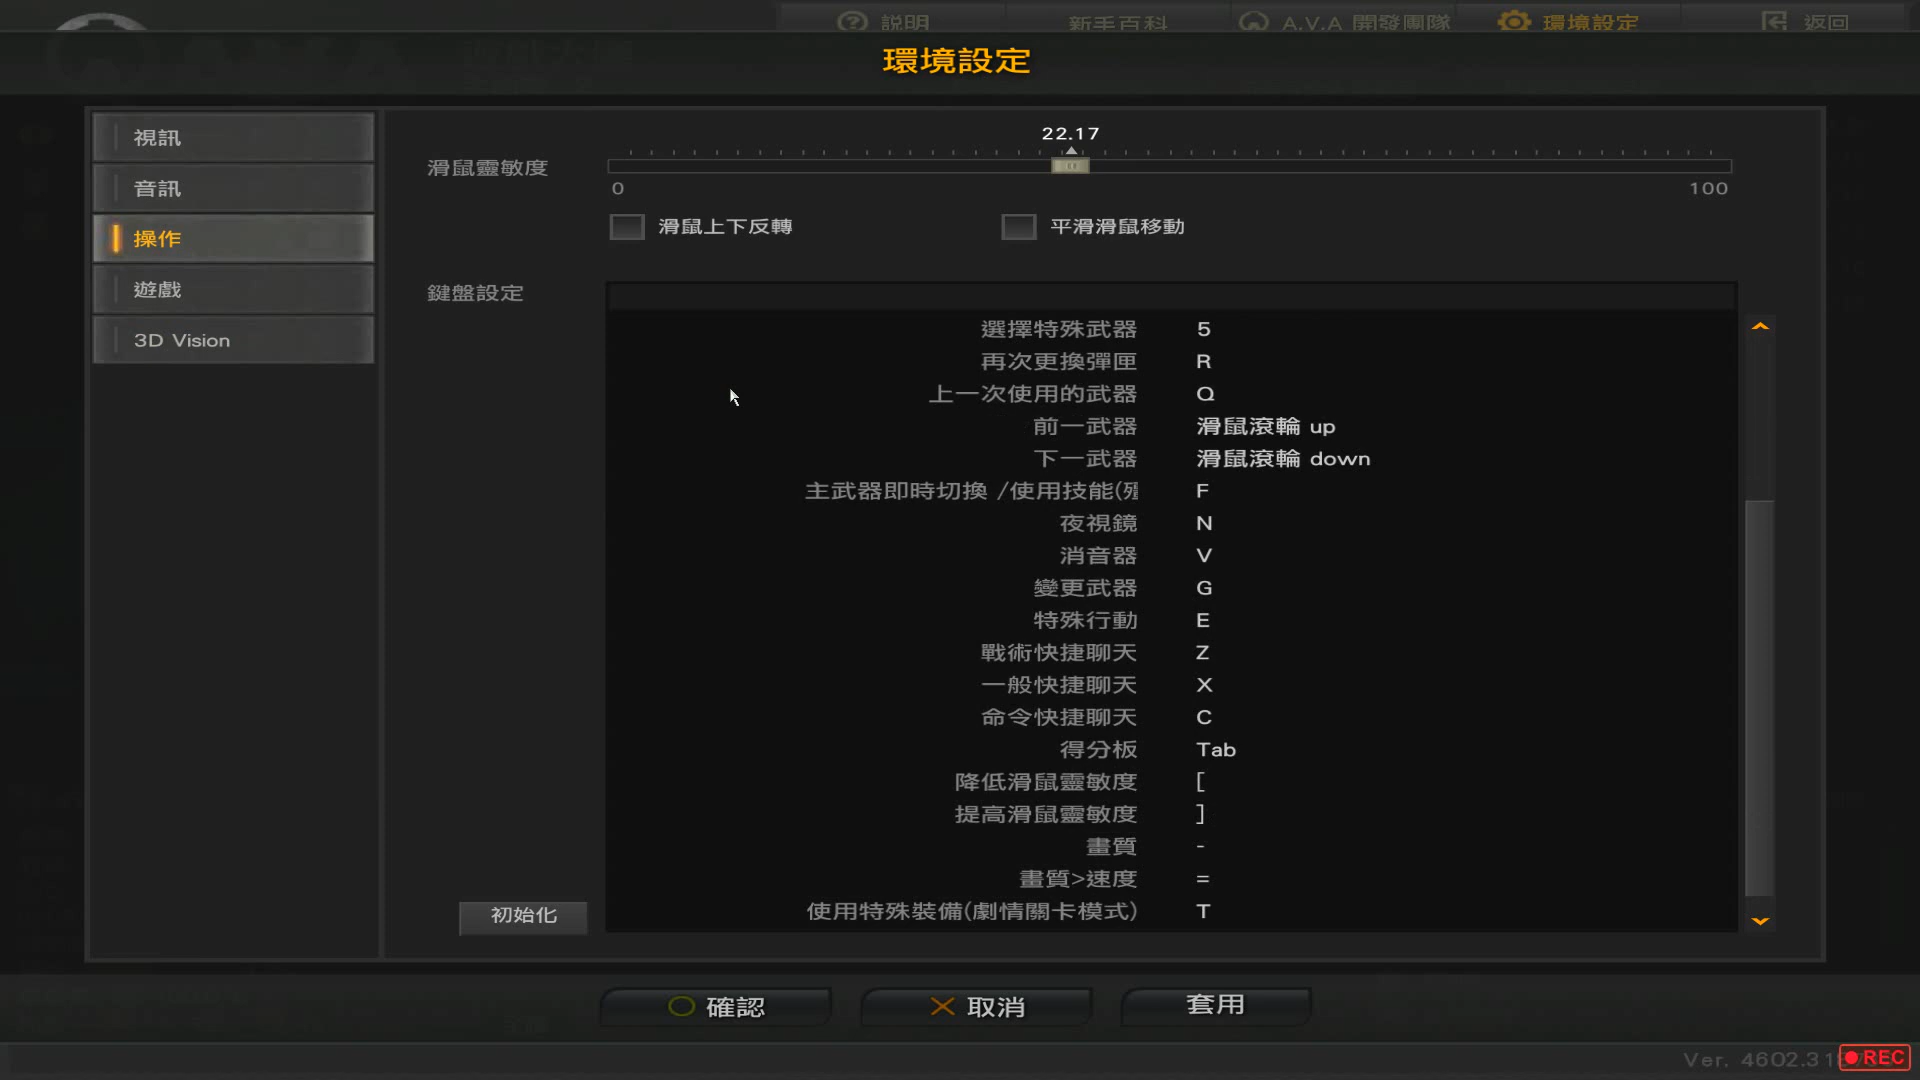 說明
新手百科
A.V.A 開發團隊
環境設定
返回
環境設定
視訊
音訊
操作
遊戲
3D Vision
22.17
滑鼠靈敏度
0
100
滑鼠上下反轉
平滑滑鼠移動
鍵盤設定
選擇特殊武器 5
再次更換彈匣 R
上一次使用的武器 Q
前一武器 滑鼠滾輪 up
下一武器 滑鼠滾輪 down
主武器即時切換 /使用技能( F
夜視鏡 N
消音器 V
變更武器 G
特殊行動 E
戰術快捷聊天 Z
一般快捷聊天 X
命令快捷聊天 C
得分板 Tab
降低滑鼠靈敏度 [
提高滑鼠靈敏度 ]
畫質 -
畫質>速度 =
使用特殊裝備(劇情關卡模式) T
初始化
確認
取消
套用
Ver. 4602.31
REC